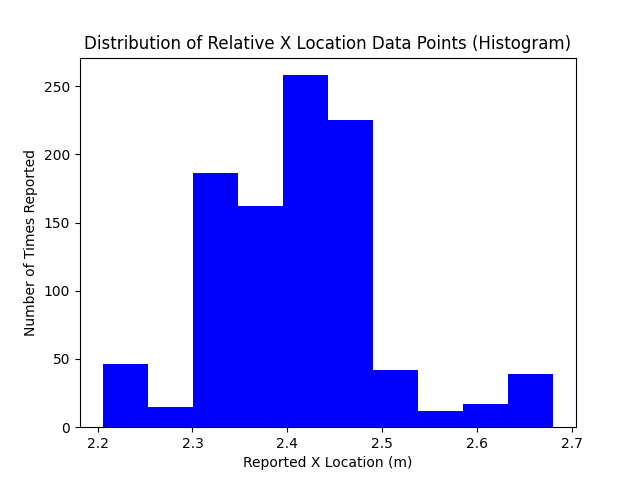 Distribution of Relative X Location Data Points (Histogram)
Number of Times Reported
250
200
150
100
50
0
2.2 2.3 2.4 2.5 2.6 2.7
Reported X Location (m)